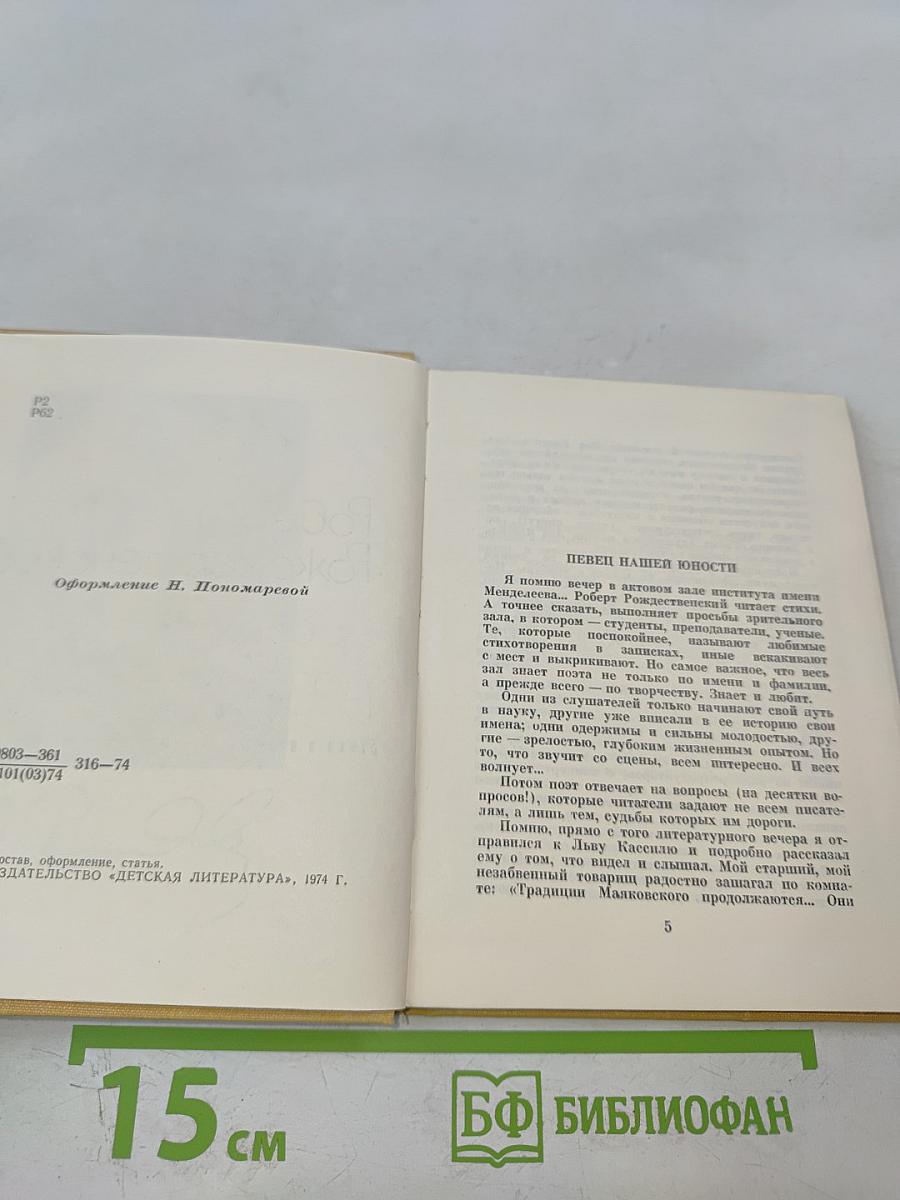 Р2
Р62
Оформление Н. Пономаревой
0803—361
101(03)74
316—74
остав, оформление, статья.
ЗДАТЕЛЬСТВО «ДЕТСКАЯ ЛИТЕРАТУРА», 1974 Г.
ПЕВЕЦ НАШЕЙ ЮНОСТИ
Я помню вечер в актовом зале института имени
Менделеева... Роберт Рождественский читает стихи.
А точнее сказать, выполняет просьбы зрительного
зала, в котором — студенты, преподаватели, ученые.
Те, которые поспокойнее, называют любимые
стихотворения в записках, иные вскакивают
с мест и выкрикивают. Но самое важное, что весь
зал знает поэта не только по имени и фамилии,
а прежде всего — по творчеству. Знает и любит.
Одни из слушателей только начинают свой путь
в науку, другие уже вписали в ее историю свои
имена; одни одержимы и сильны молодостью, дру-
гие — зрелостью, глубоким жизненным опытом. Но
то, что звучит со сцены, всем интересно. И всех
волнует...
Потом поэт отвечает на вопросы (на десятки во-
просов!), которые читатели задают не всем писате-
лям, а лишь тем, судьбы которых им дороги.
Помню, прямо с того литературного вечера я от-
правился к Льву Кассилю и подробно рассказал
ему о том, что видел и слышал. Мой старший, мой
незабвенный товарищ радостно зашагал по комна-
те: «Традиции Маяковского продолжаются... Они
5
15 см
БФ БИБЛИОФАН